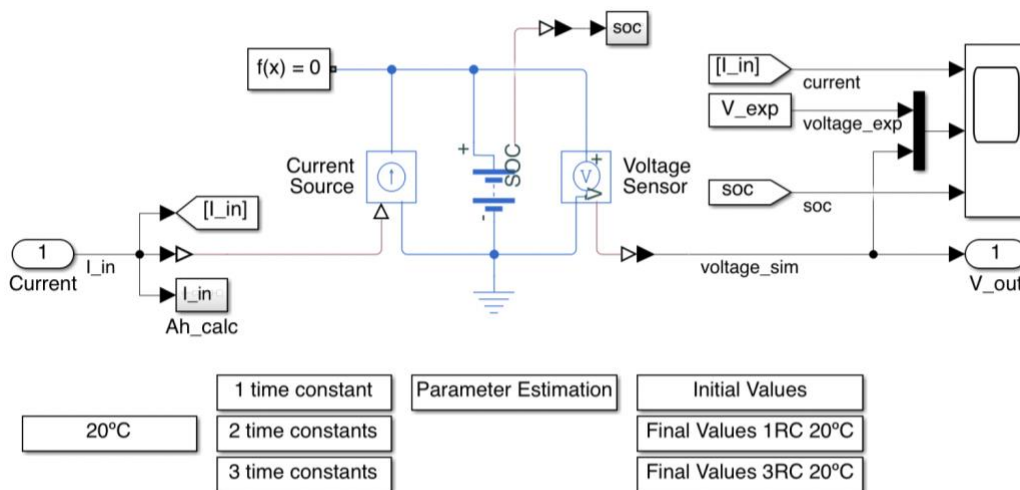 soc
f(x) = 0
[I_in]
current
V_exp
voltage_exp
+
SOC
-
Current
Source
V
+
Voltage
Sensor
soc
soc
[I_in]
1
I_in
Current
I_in
Ah_calc
voltage_sim
1
V_out
1 time constant
Parameter Estimation
Initial Values
20ºC
2 time constants
Final Values 1RC 20ºC
3 time constants
Final Values 3RC 20ºC